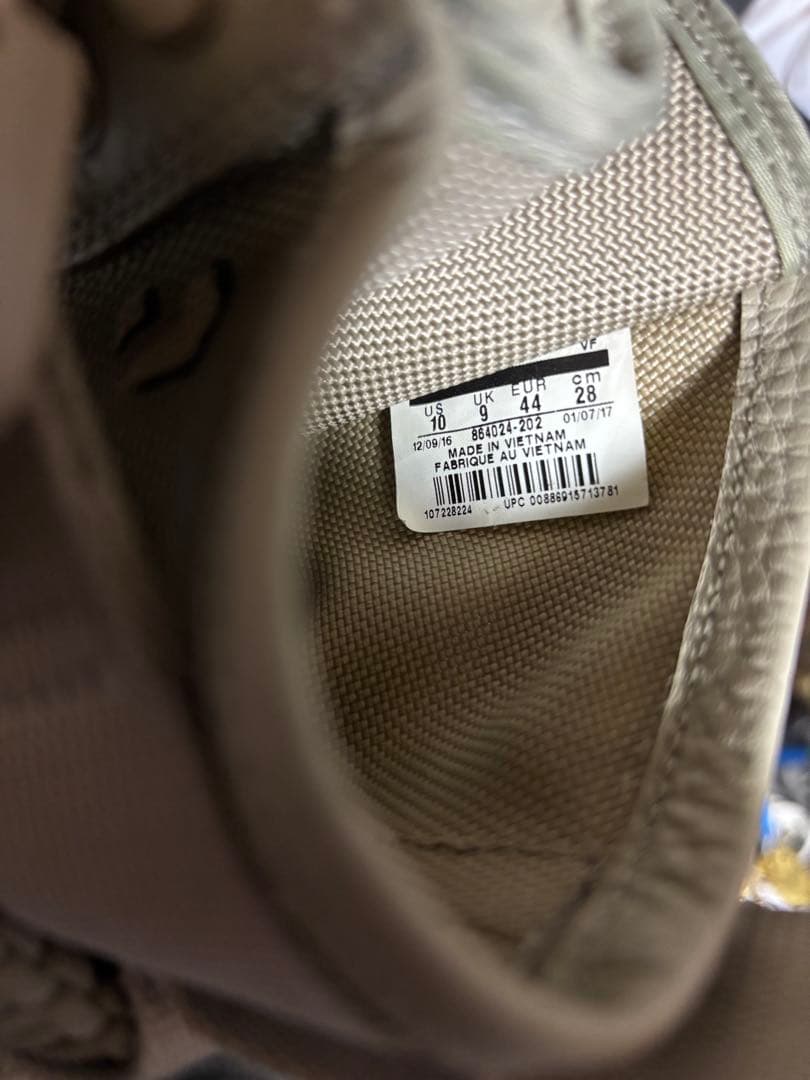 VF
US UK EUR cm
10 9 44 28
12/09/16 864024-202 01/07/17
MADE IN VIETNAM
FABRIQUE AU VIETNAM
107228224 UPC 00886915713781